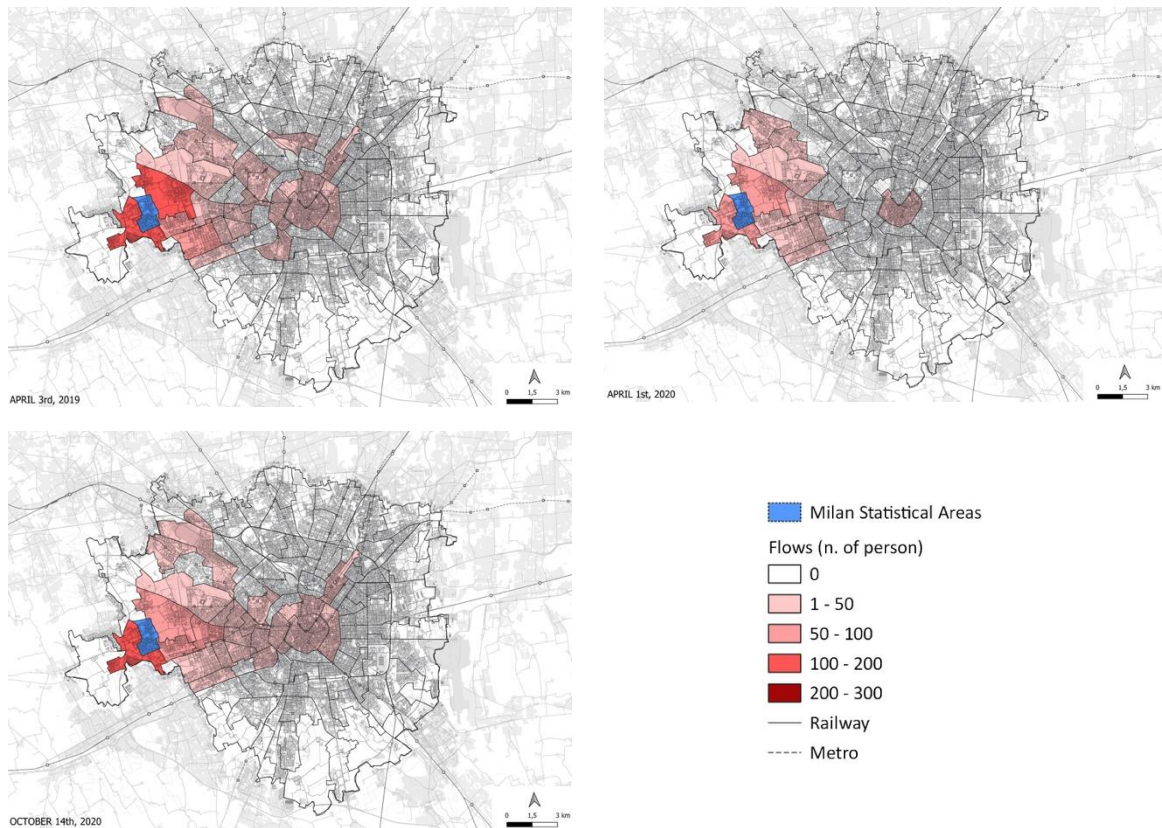 APRIL 3rd, 2019
0 1,5 3 km
APRIL 1st, 2020
0 1,5 3 km
OCTOBER 14th, 2020
0 1,5 3 km
Milan Statistical Areas
Flows (n. of person)
0
1 - 50
50 - 100
100 - 200
200 - 300
Railway
Metro